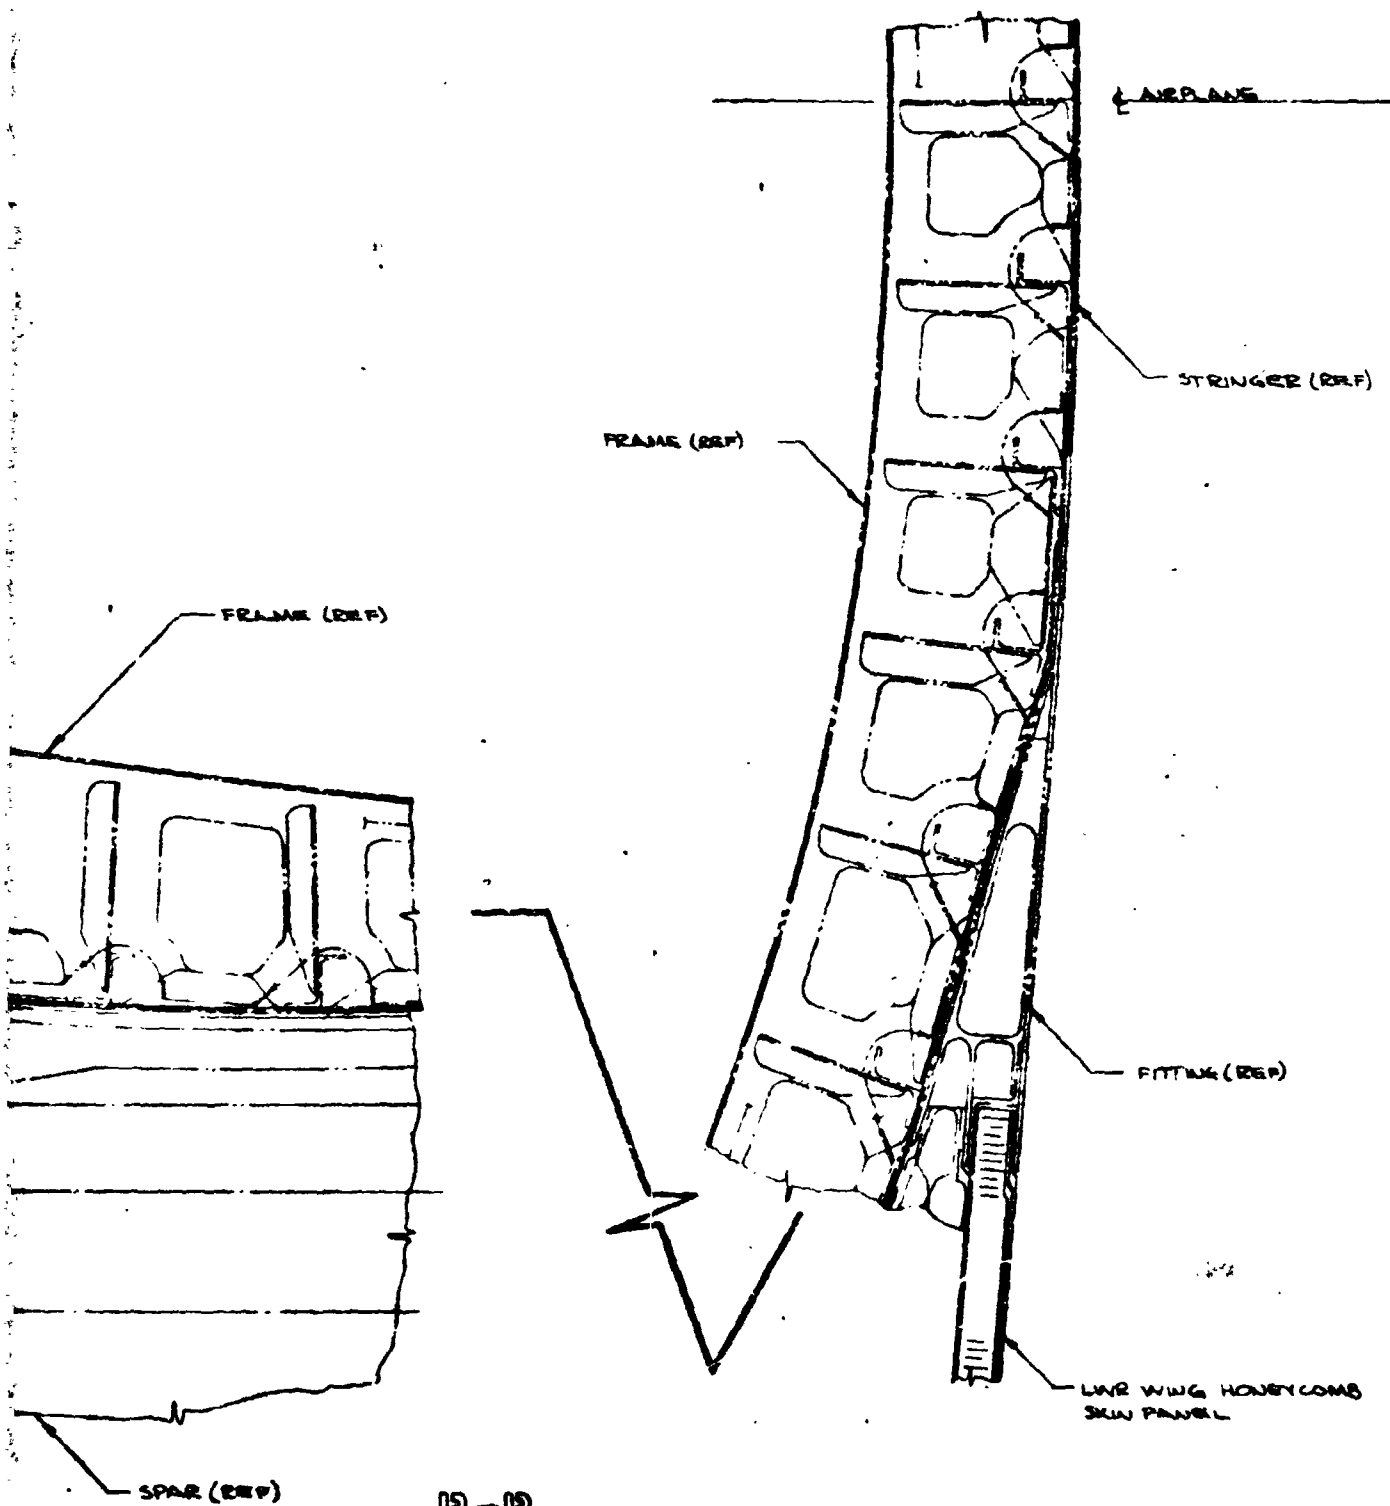 ℄ AIRPLANE
STRINGER (REF)
FRAME (REF)
FRAME (REF)
FITTING (REF)
LWR WING HONEYCOMB
SKIN PANEL
SPAR (REF)